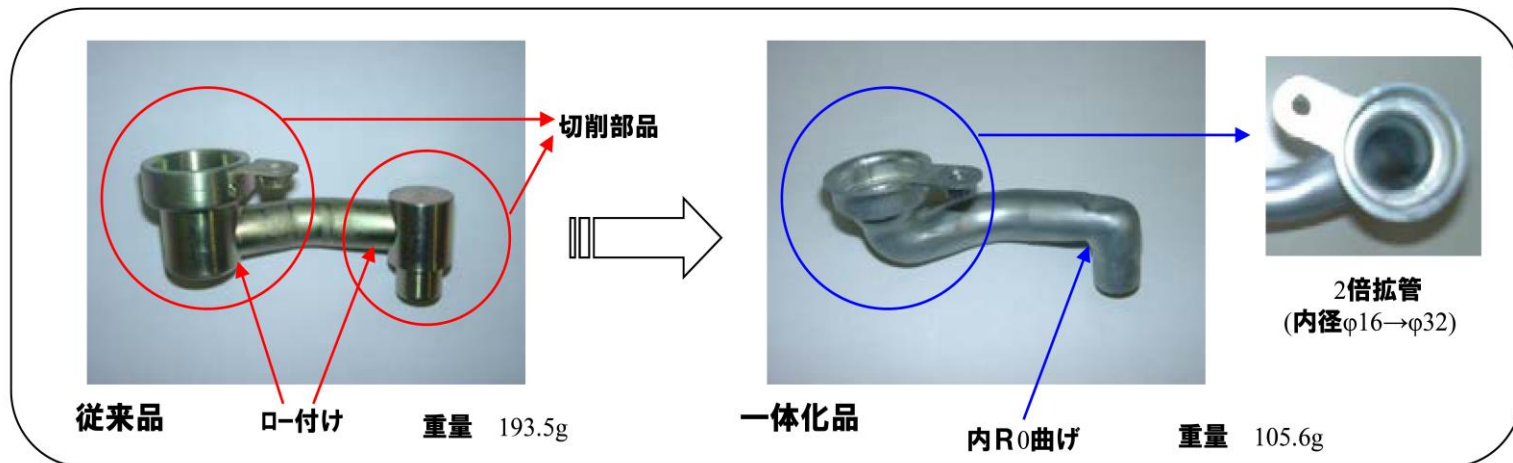 切削部品
従来品
ロー付け
重量 193.5g
一体化品
内R0曲げ
重量 105.6g
2倍拡管
(内径φ16→φ32)